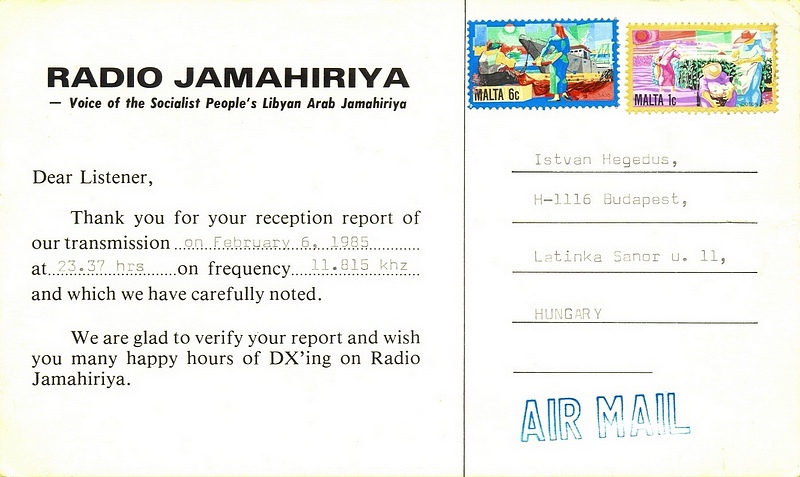 RADIO JAMAHIRIYA
— Voice of the Socialist People's Libyan Arab Jamahiriya
Dear Listener,
Thank you for your reception report of
our transmission on February 6, 1985
at 23.37 hrs on frequency 11.815 khz
and which we have carefully noted.
We are glad to verify your report and wish
you many happy hours of DX'ing on Radio
Jamahiriya.
MALTA 6c
MALTA 1c
Istvan Hegedus,
H-1116 Budapest,
Letinka Sanor u. 11,
HUNGARY
AIR MAIL